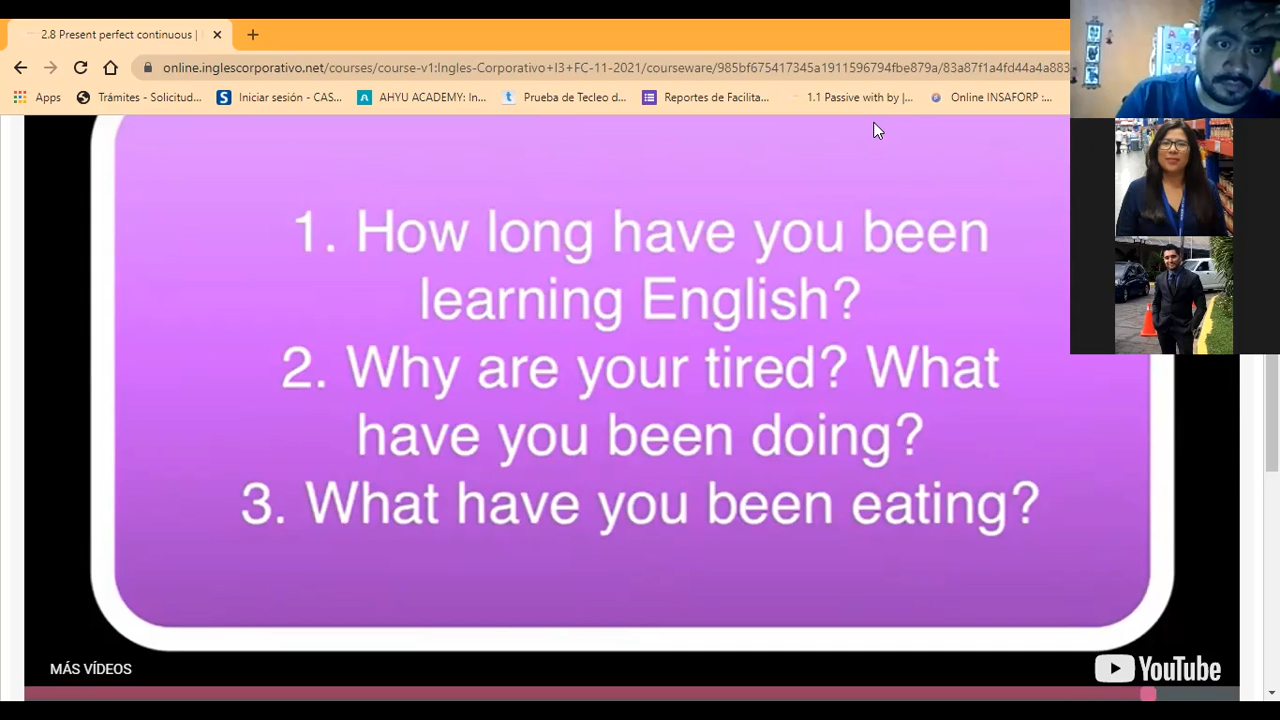 2.8 Present perfect continuous |
online.inglescorporativo.net/courses/course-v1:Ingles-Corporativo+I3+FC-11-2021/courseware/985bf675417345a1911596794fbe879a/83a87f1a4fd44a4a883
Apps Trámites - Solicitud... Iniciar sesión - CAS... AHYU ACADEMY: In... Prueba de Tecleo d... Reportes de Facilita... 1.1 Passive with by |... Online INSAFORP :...
1. How long have you been
learning English?
2. Why are your tired? What
have you been doing?
3. What have you been eating?
MÁS VÍDEOS
YouTube